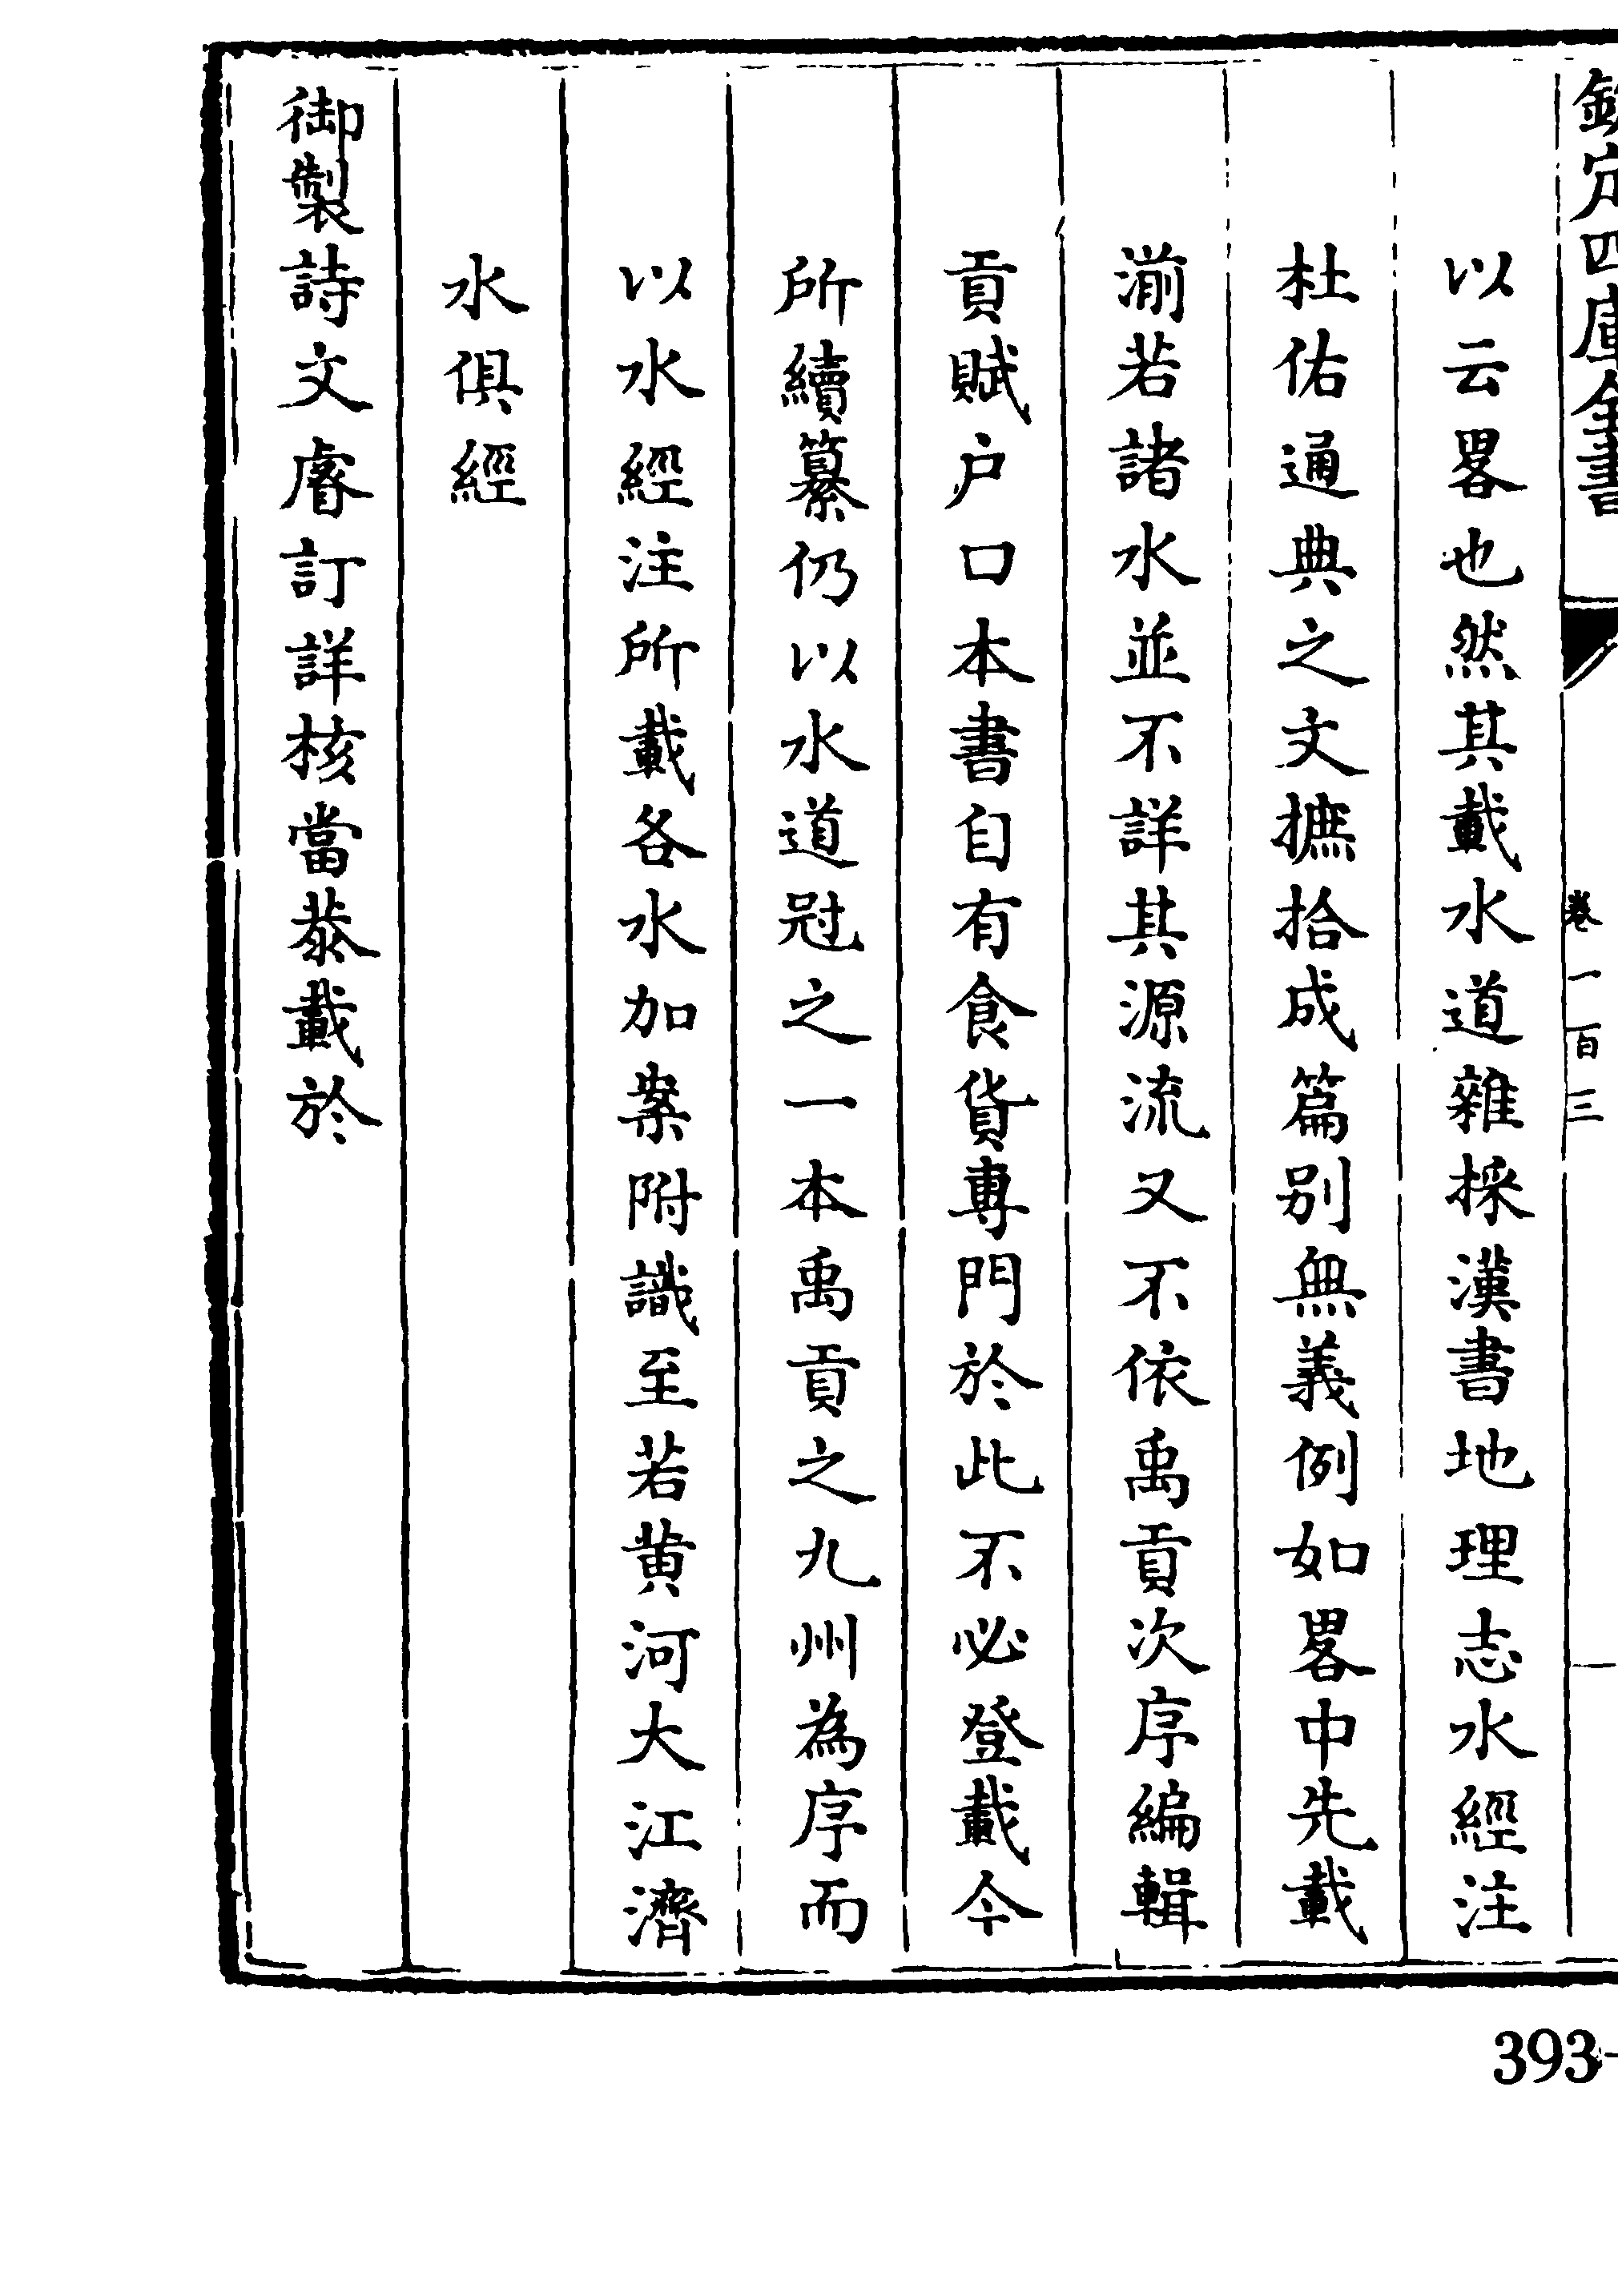 欽定四庫全書 卷一百三 一
以云畧也然其載水道雜採漢書地理志水經注
杜佑通典之文摭拾成篇别無義例如畧中先載
湔若諸水並不詳其源流又不依禹貢次序編輯
貢賦户口本書自有食貨專門於此不必登載今
所續纂仍以水道冠之一本禹貢之九州為序而
以水經注所載各水加案附識至若黄河大江濟
水俱經
御製詩文睿訂詳核當恭載於
393-